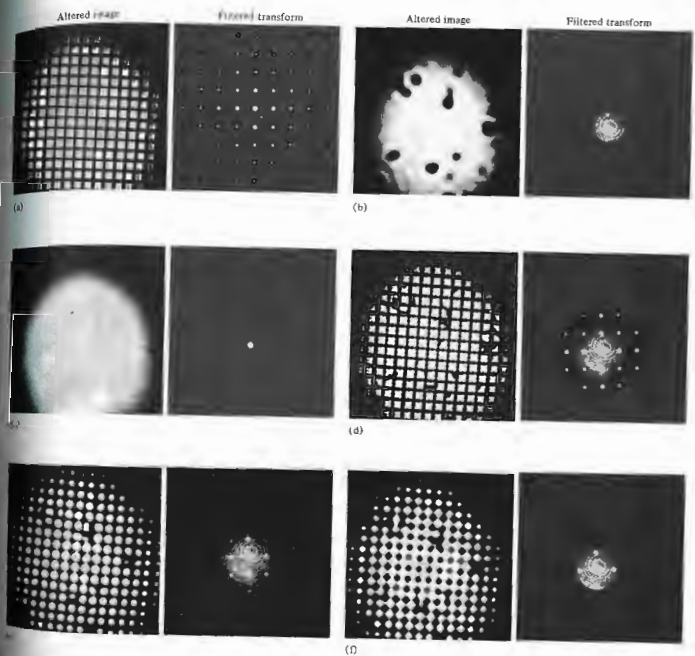 Altered image
Filtered transform
Altered image
Filtered transform
(a)
(b)
(d)
(f)